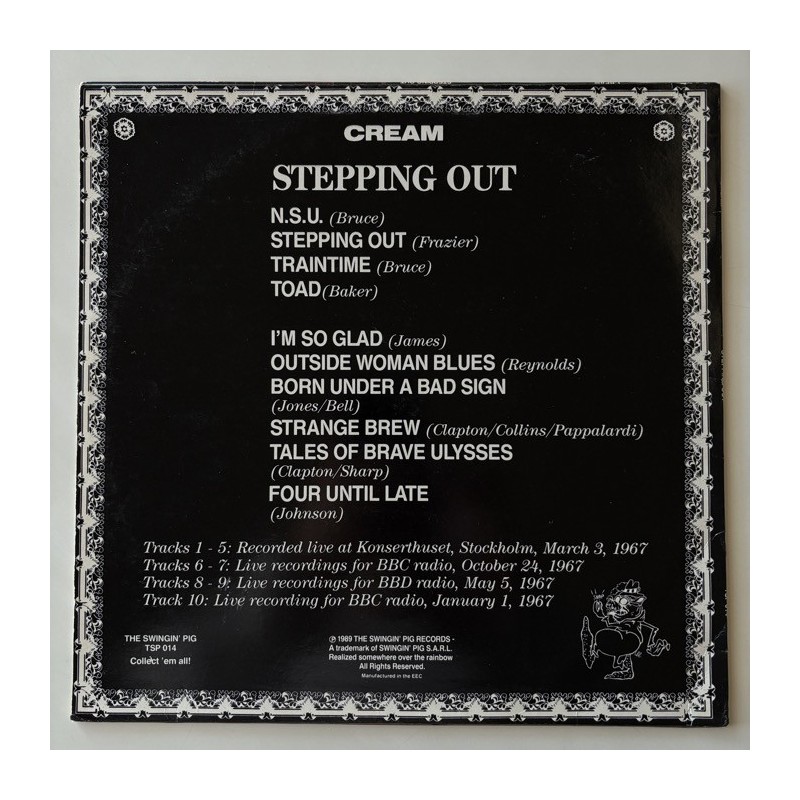 CREAM
STEPPING OUT
N.S.U. (Bruce)
STEPPING OUT (Frazier)
TRAINTIME (Bruce)
TOAD(Baker)
I'M SO GLAD (James)
OUTSIDE WOMAN BLUES (Reynolds)
BORN UNDER A BAD SIGN
(Jones/Bell)
STRANGE BREW (Clapton/Collins/Pappalardi)
TALES OF BRAVE ULYSSES
(Clapton/Sharp)
FOUR UNTIL LATE
(Johnson)
Tracks 1 - 5: Recorded live at Konserthuset, Stockholm, March 3, 1967
Tracks 6 - 7: Live recordings for BBC radio, October 24, 1967
Tracks 8 - 9: Live recordings for BBD radio, May 5, 1967
Track 10: Live recording for BBC radio, January 1, 1967
THE SWINGIN' PIG
TSP 014
Collect 'em all!
℗ 1989 THE SWINGIN' PIG RECORDS -
A trademark of SWINGIN' PIG S.A.R.L.
Realized somewhere over the rainbow
All Rights Reserved.
Manufactured in the EEC